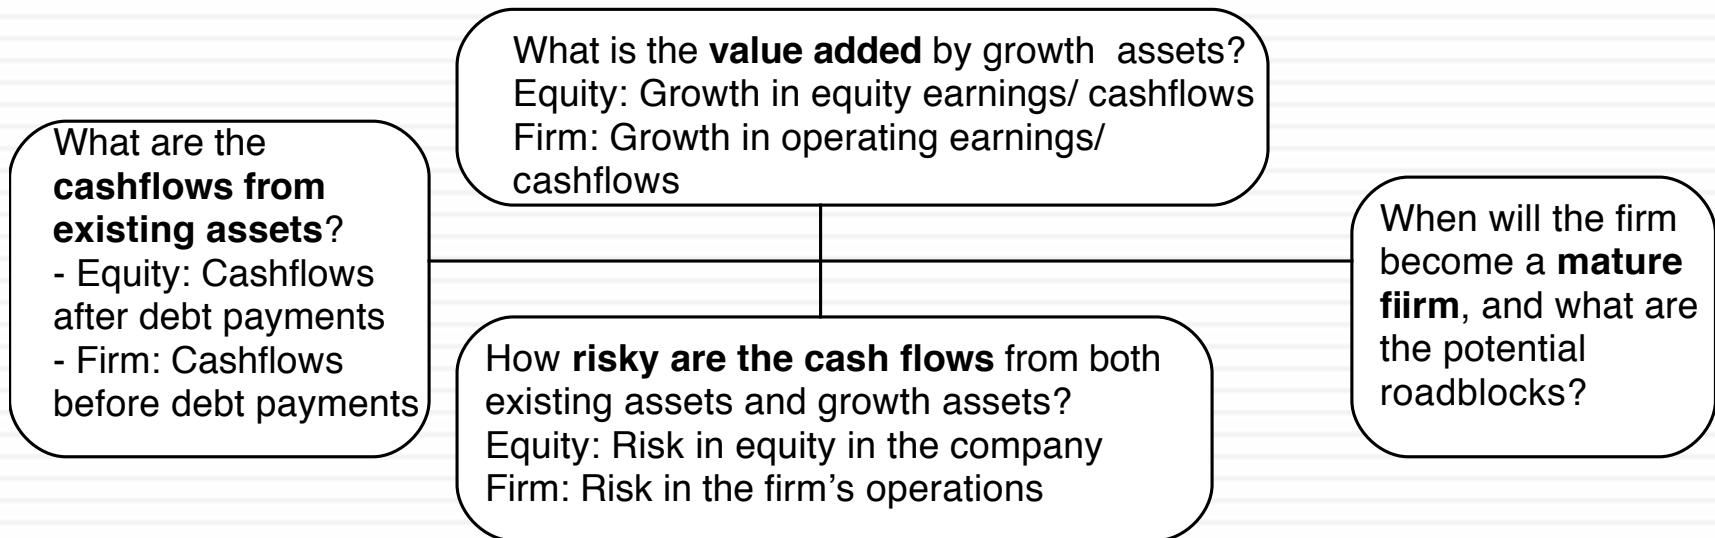 What is the value added by growth assets?
Equity: Growth in equity earnings/ cashflows
Firm: Growth in operating earnings/
cashflows
What are the
cashflows from
existing assets?
- Equity: Cashflows
after debt payments
- Firm: Cashflows
before debt payments
How risky are the cash flows from both
existing assets and growth assets?
Equity: Risk in equity in the company
Firm: Risk in the firm’s operations
When will the firm
become a mature
fiirm, and what are
the potential
roadblocks?